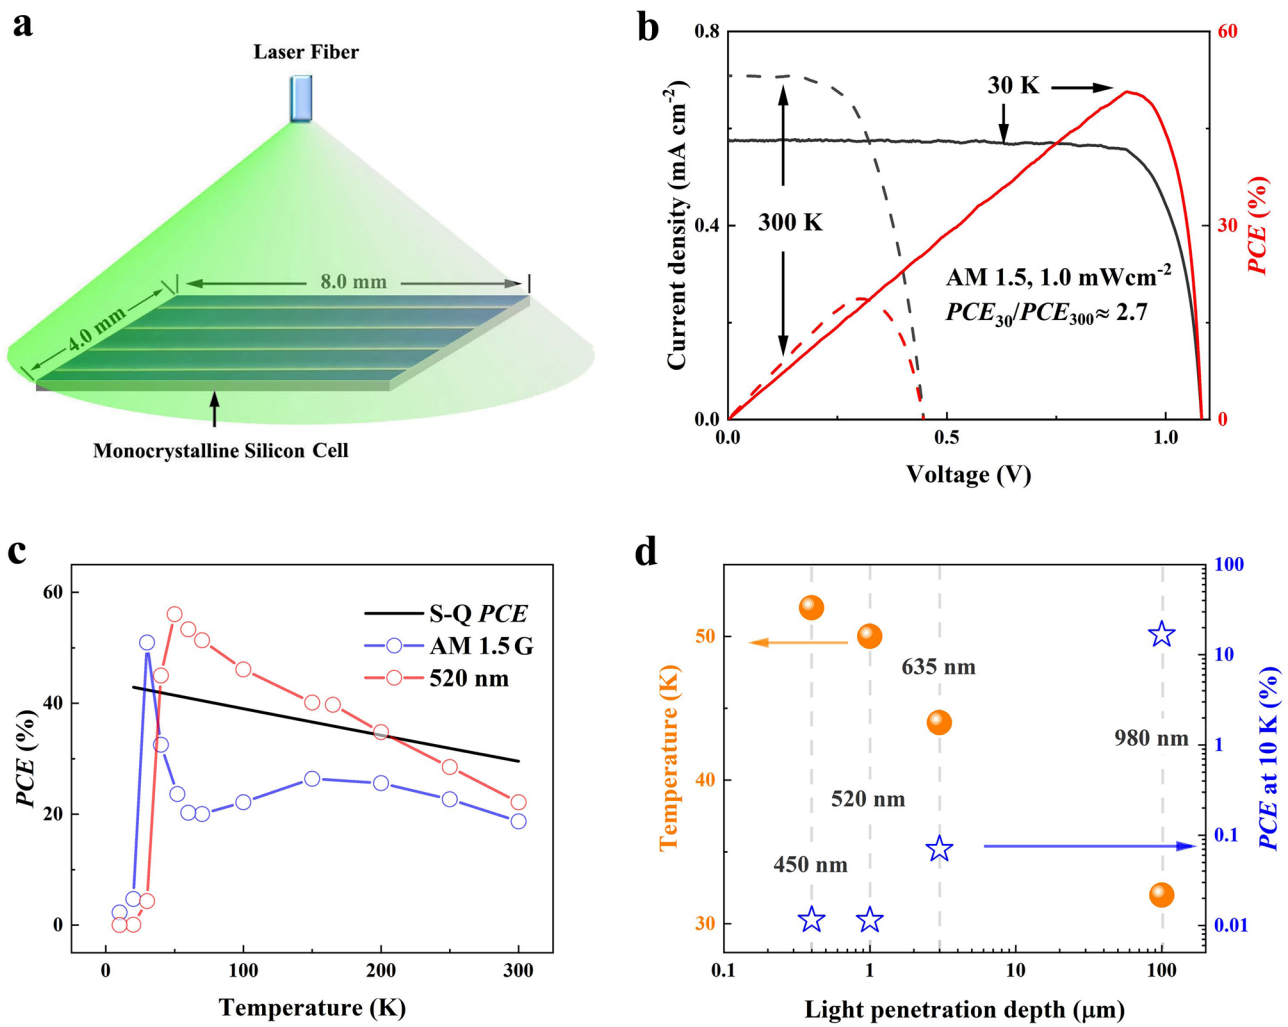 a
Laser Fiber
8.0 mm
4.0 mm
Monocrystalline Silicon Cell
b
0.8
0.4
0.0
Current density (mA cm-2)
60
30
0
PCE (%)
30 K
300 K
AM 1.5, 1.0 mWcm-2
PCE30/PCE300≈ 2.7
0.0
0.5
1.0
Voltage (V)
c
60
40
20
0
PCE (%)
S-Q PCE
AM 1.5 G
520 nm
0
100
200
300
Temperature (K)
d
50
40
30
Temperature (K)
100
10
1
0.1
0.01
PCE at 10 K (%)
635 nm
980 nm
520 nm
450 nm
0.1
1
10
100
Light penetration depth (μm)